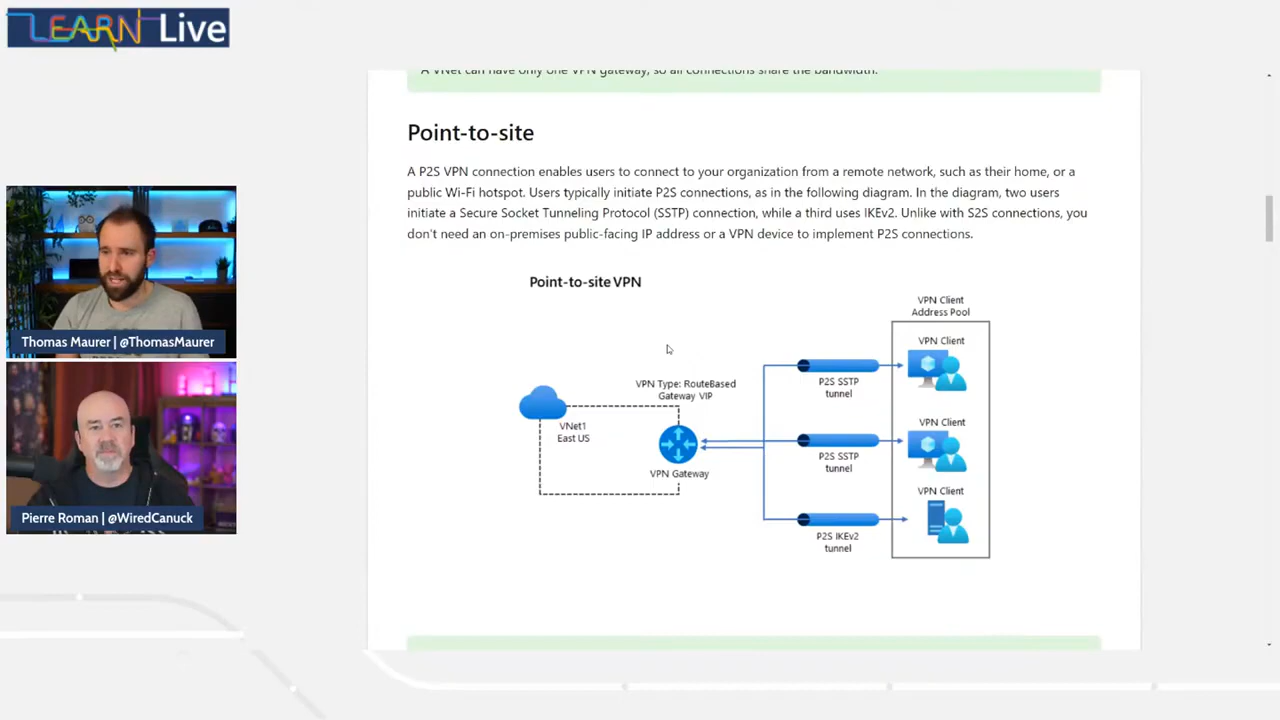 LEARN Live
A VNet can have only one VPN gateway, so all connections share the bandwidth.
Point-to-site
A P2S VPN connection enables users to connect to your organization from a remote network, such as their home, or a
public Wi-Fi hotspot. Users typically initiate P2S connections, as in the following diagram. In the diagram, two users
initiate a Secure Socket Tunneling Protocol (SSTP) connection, while a third uses IKEv2. Unlike with S2S connections, you
don't need an on-premises public-facing IP address or a VPN device to implement P2S connections.
Thomas Maurer | @ThomasMaurer
Pierre Roman | @WiredCanuck
Point-to-site VPN
VNet1
East US
VPN Type: RouteBased
Gateway VIP
VPN Gateway
P2S SSTP
tunnel
P2S SSTP
tunnel
P2S IKEv2
tunnel
VPN Client
Address Pool
VPN Client
VPN Client
VPN Client